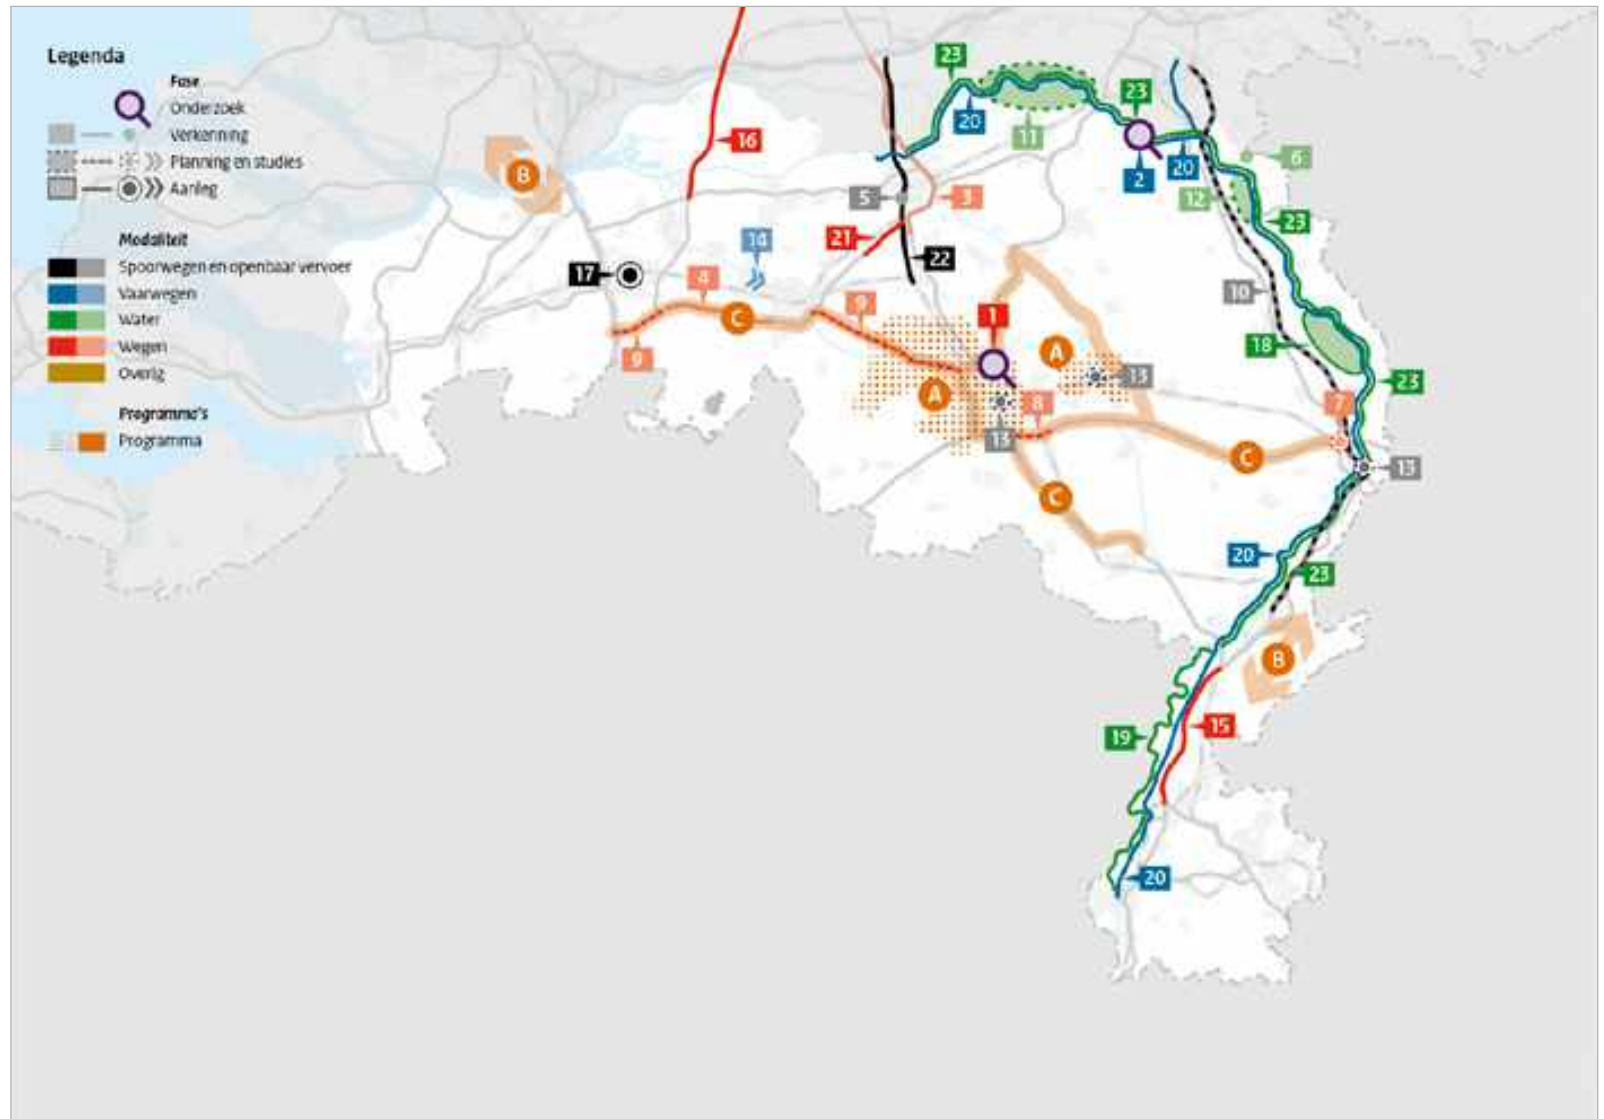 Legenda
Fase
Onderzoek
Verkenning
Planning en studies
Aanleg
Modaliteit
Spoorwegen en openbaar vervoer
Vaarwegen
Water
Wegen
Overig
Programma's
Programma
23
20
11
23
2
20
6
12
23
16
B
5
3
21
22
14
17
4
C
9
9
1
A
A
13
8
13
10
18
23
7
C
13
C
20
23
B
19
15
20